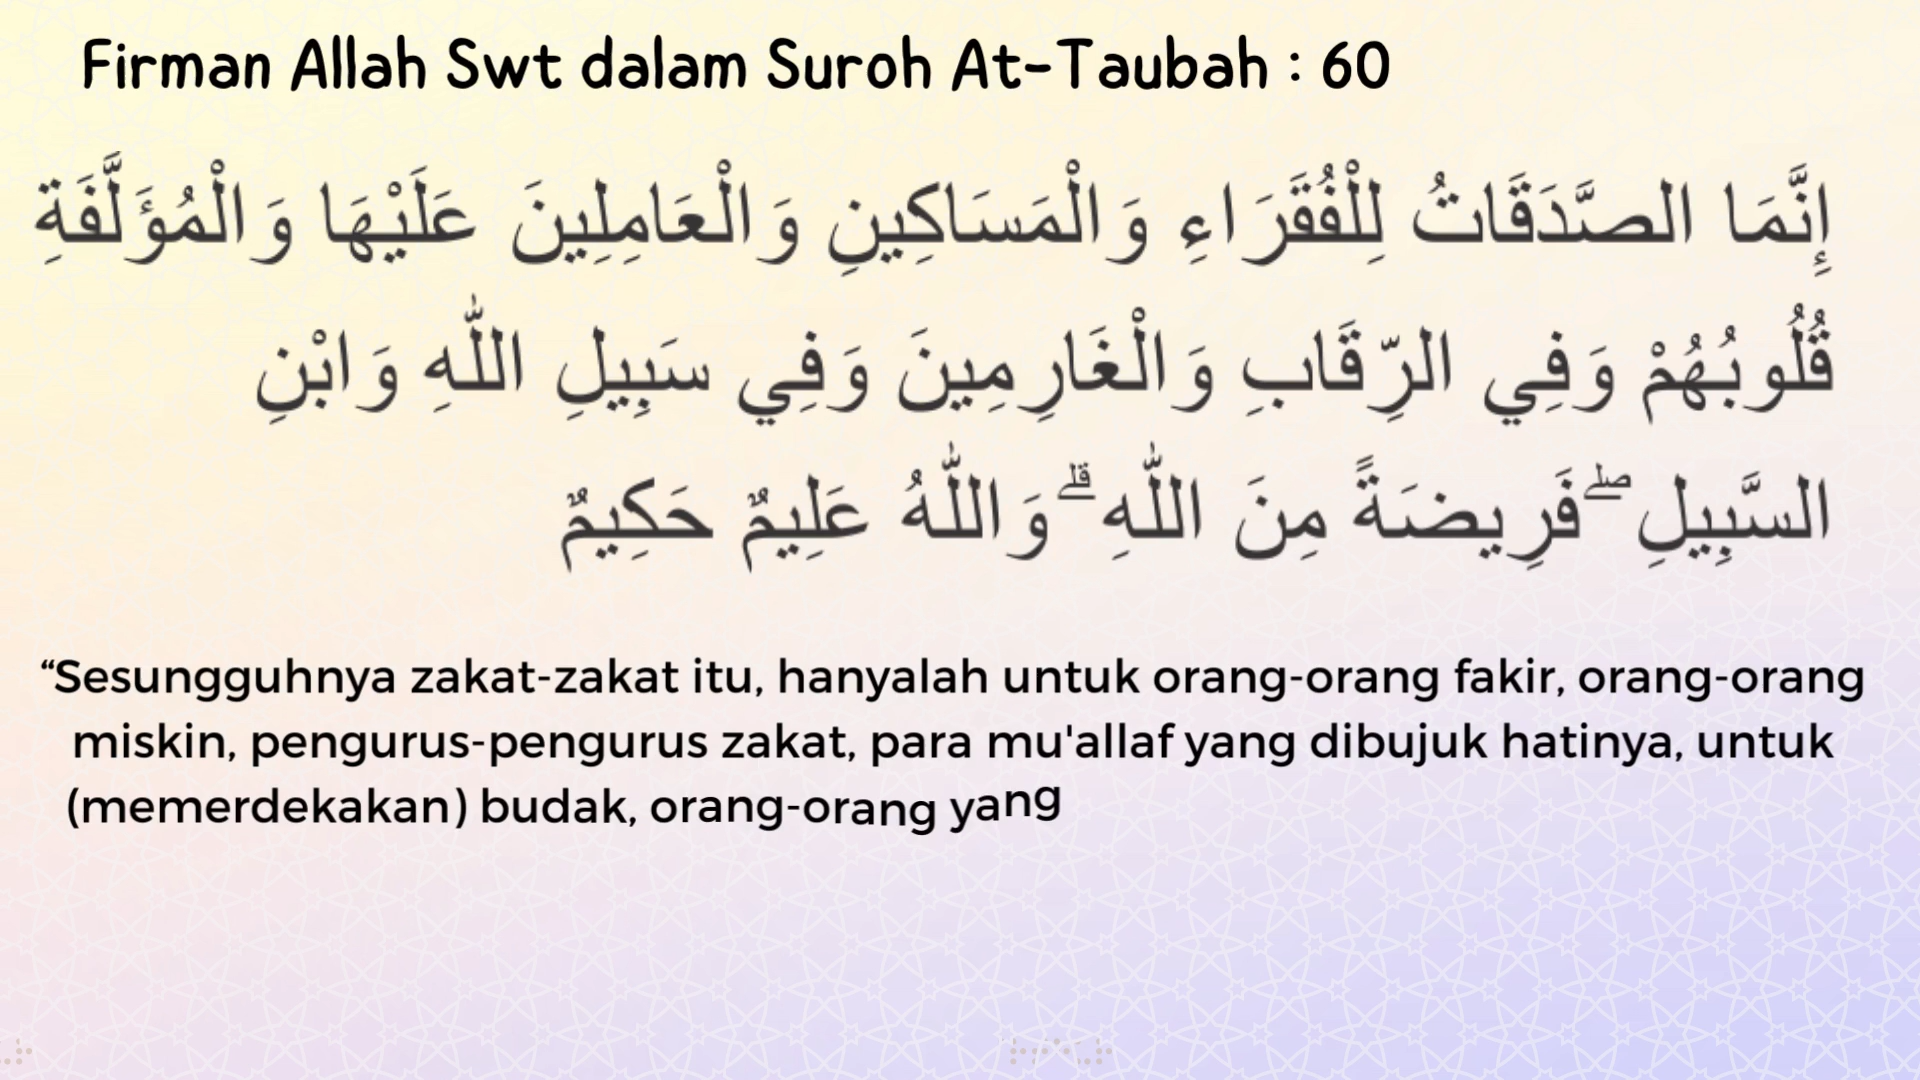 Firman Allah Swt dalam Suroh At-Taubah : 60
إِنَّمَا الصَّدَقَاتُ لِلْفُقَرَاءِ وَالْمَسَاكِينِ وَالْعَامِلِينَ عَلَيْهَا وَالْمُؤَلَّفَةِ
قُلُوبُهُمْ وَفِي الرِّقَابِ وَالْغَارِمِينَ وَفِي سَبِيلِ اللَّهِ وَابْنِ
السَّبِيلِ ۖ فَرِيضَةً مِنَ اللَّهِ ۗ وَاللَّهُ عَلِيمٌ حَكِيمٌ
“Sesungguhnya zakat-zakat itu, hanyalah untuk orang-orang fakir, orang-orang
miskin, pengurus-pengurus zakat, para mu'allaf yang dibujuk hatinya, untuk
(memerdekakan) budak, orang-orang yang